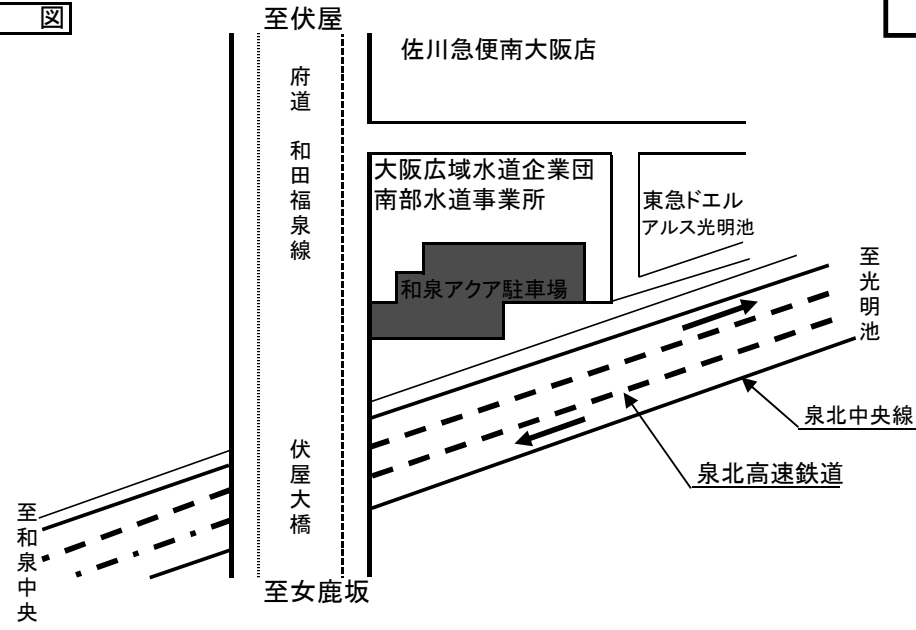 図
至伏屋
佐川急便南大阪店
府道 和田福泉線
大阪広域水道企業団
南部水道事業所
東急ドエル
アルス光明池
至光明池
和泉アクア駐車場
泉北中央線
伏屋大橋
泉北高速鉄道
至和泉中央
至女鹿坂